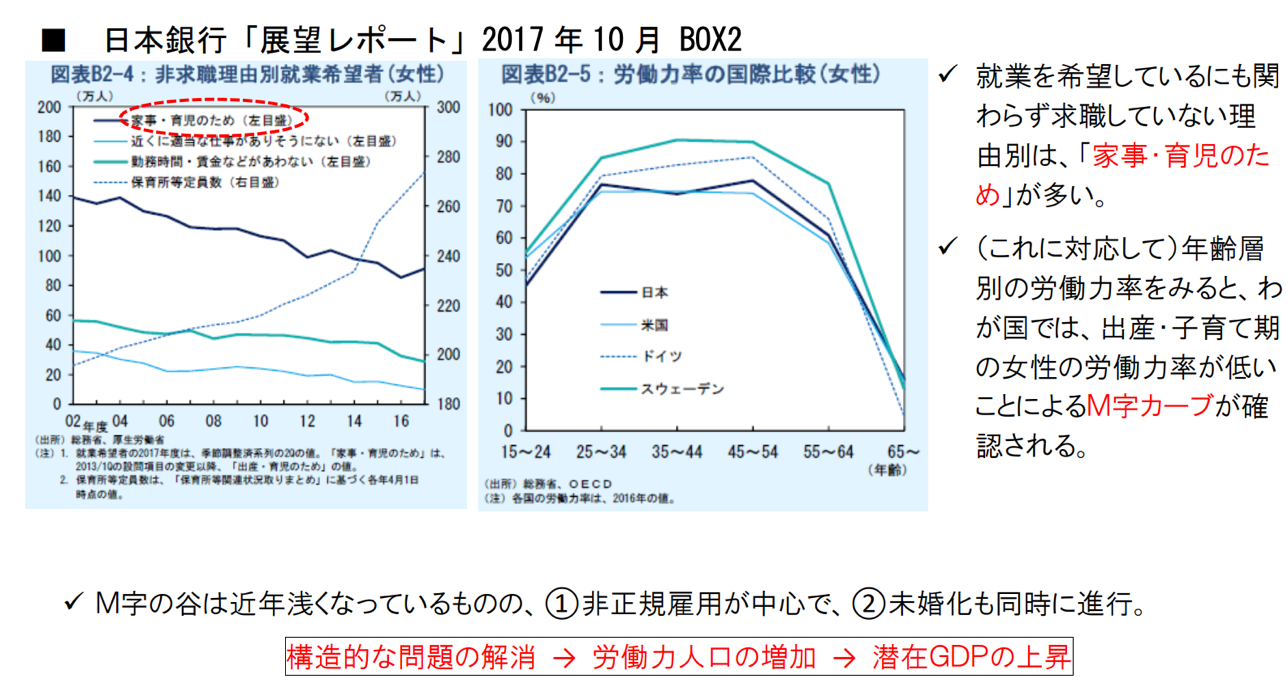 ■ 日本銀行「展望レポート」2017 年 10 月 BOX2
図表B2-4：非求職理由別就業希望者(女性)
（万人）
（万人）
200
180
160
140
120
100
80
60
40
20
0
300
280
260
240
220
200
180
家事・育児のため（左目盛）
近くに適当な仕事がありそうにない（左目盛）
勤務時間・賃金などがあわない（左目盛）
保育所等定員数（右目盛）
02 04 06 08 10 12 14 16
年度
（出所）総務省、厚生労働省
（注）1. 就業希望者の2017年度は、季節調整済系列の2Qの値。「家事・育児のため」は、
2013/1Qの設問項目の変更以降、「出産・育児のため」の値。
2. 保育所等定員数は、「保育所等関連状況取りまとめ」に基づく各年4月1日
時点の値。
図表B2-5：労働力率の国際比較(女性)
（%）
100
90
80
70
60
50
40
30
20
10
0
日本
米国
ドイツ
スウェーデン
15～24 25～34 35～44 45～54 55～64 65～
（年齢）
（出所）総務省、ＯＥＣＤ
（注）各国の労働力率は、2016年の値。
✓ 就業を希望しているにも関
わらず求職していない理
由別は、「家事・育児のた
め」が多い。
✓ （これに対応して）年齢層
別の労働力率をみると、わ
が国では、出産・子育て期
の女性の労働力率が低い
ことによるM字カーブが確
認される。
✓ M字の谷は近年浅くなっているものの、①非正規雇用が中心で、②未婚化も同時に進行。
構造的な問題の解消 → 労働力人口の増加 → 潜在GDPの上昇